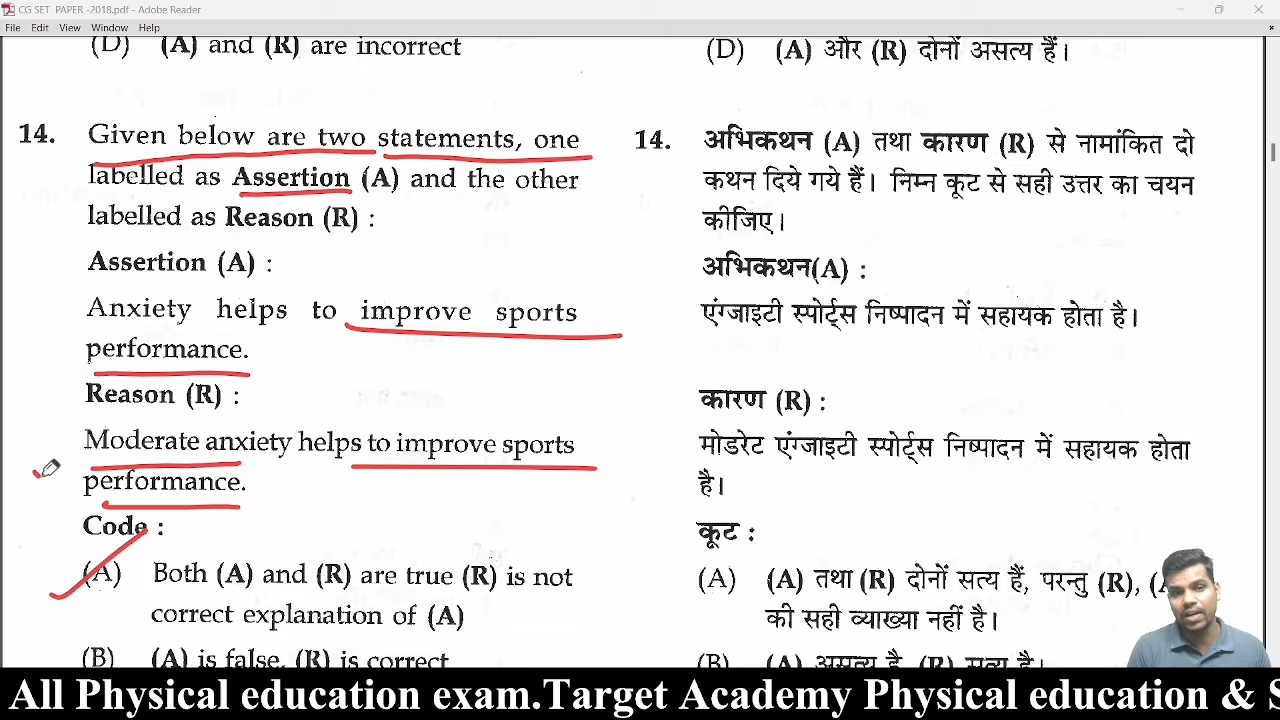 CG SET PAPER -2018.pdf - Adobe Reader
File Edit View Window Help
(D) (A) and (R) are incorrect
14. Given below are two statements, one
labelled as Assertion (A) and the other
labelled as Reason (R) :
Assertion (A) :
Anxiety helps to improve sports
performance.
Reason (R) :
Moderate anxiety helps to improve sports
performance.
Code :
(A) Both (A) and (R) are true (R) is not
correct explanation of (A)
(B) (A) is false, (R) is correct
(D) (A) और (R) दोनों असत्य हैं।
14. अभिकथन (A) तथा कारण (R) से नामांकित दो
कथन दिये गये हैं। निम्न कूट से सही उत्तर का चयन
कीजिए।
अभिकथन(A) :
एंग्जाइटी स्पोर्ट्स निष्पादन में सहायक होता है।
कारण (R) :
मोडरेट एंग्जाइटी स्पोर्ट्स निष्पादन में सहायक होता
है।
कूट :
(A) (A) तथा (R) दोनों सत्य हैं, परन्तु (R), (A
की सही व्याख्या नहीं है।
(B) (A) असत्य है, (R) सत्य है।
All Physical education exam.Target Academy Physical education & S